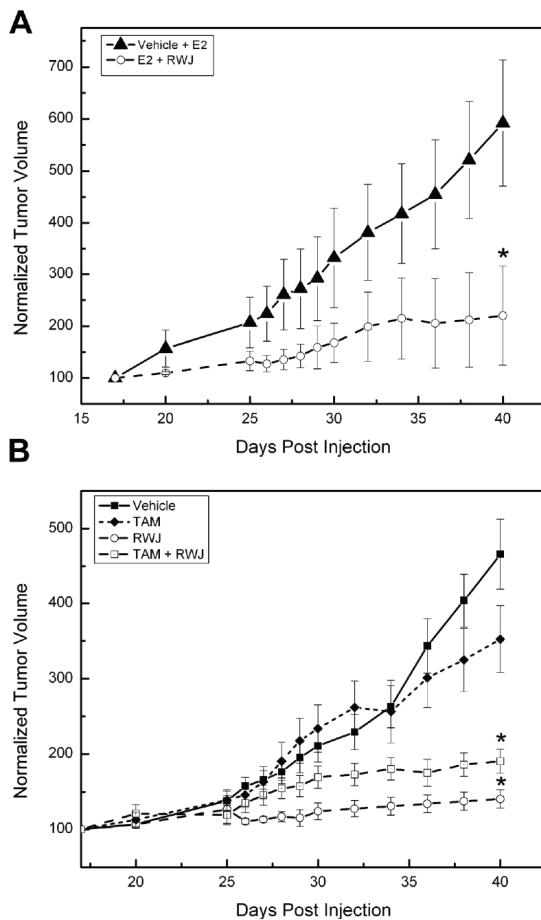 A
Vehicle + E2
E2 + RWJ
Normalized Tumor Volume
700
600
500
400
300
200
100
*
15 20 25 30 35 40
Days Post Injection
B
Vehicle
TAM
RWJ
TAM + RWJ
Normalized Tumor Volume
500
400
300
200
100
*
*
20 25 30 35 40
Days Post Injection